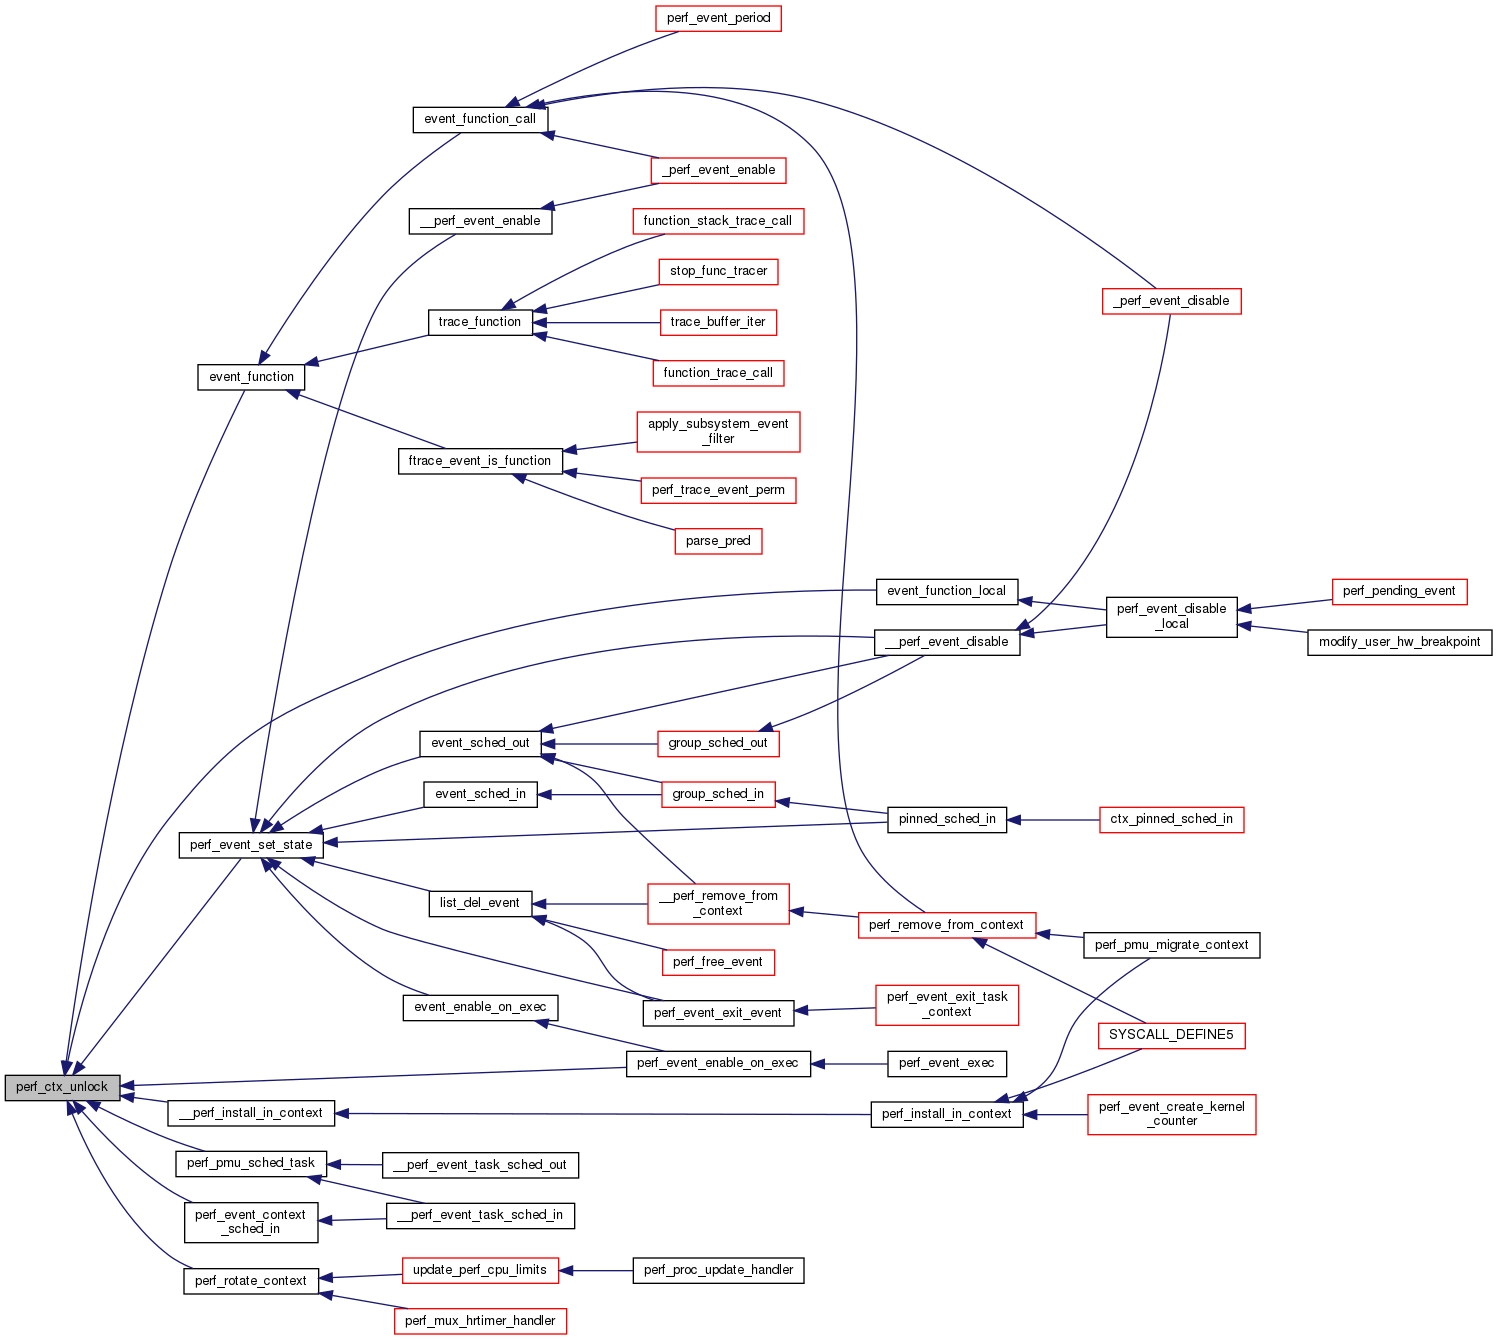 perf_event_period
event_function_call
_perf_event_enable
__perf_event_enable
function_stack_trace_call
stop_func_tracer
_perf_event_disable
trace_function
trace_buffer_iter
event_function
function_trace_call
apply_subsystem_event
_filter
ftrace_event_is_function
perf_trace_event_perm
parse_pred
event_function_local
perf_event_disable
_local
perf_pending_event
__perf_event_disable
modify_user_hw_breakpoint
event_sched_out
group_sched_out
event_sched_in
group_sched_in
pinned_sched_in
ctx_pinned_sched_in
perf_event_set_state
list_del_event
__perf_remove_from
_context
perf_remove_from_context
perf_pmu_migrate_context
perf_free_event
event_enable_on_exec
perf_event_exit_event
perf_event_exit_task
_context
SYSCALL_DEFINE5
perf_event_enable_on_exec
perf_event_exec
perf_ctx_unlock
__perf_install_in_context
perf_install_in_context
perf_event_create_kernel
_counter
perf_pmu_sched_task
__perf_event_task_sched_out
perf_event_context
_sched_in
__perf_event_task_sched_in
perf_rotate_context
update_perf_cpu_limits
perf_proc_update_handler
perf_mux_hrtimer_handler